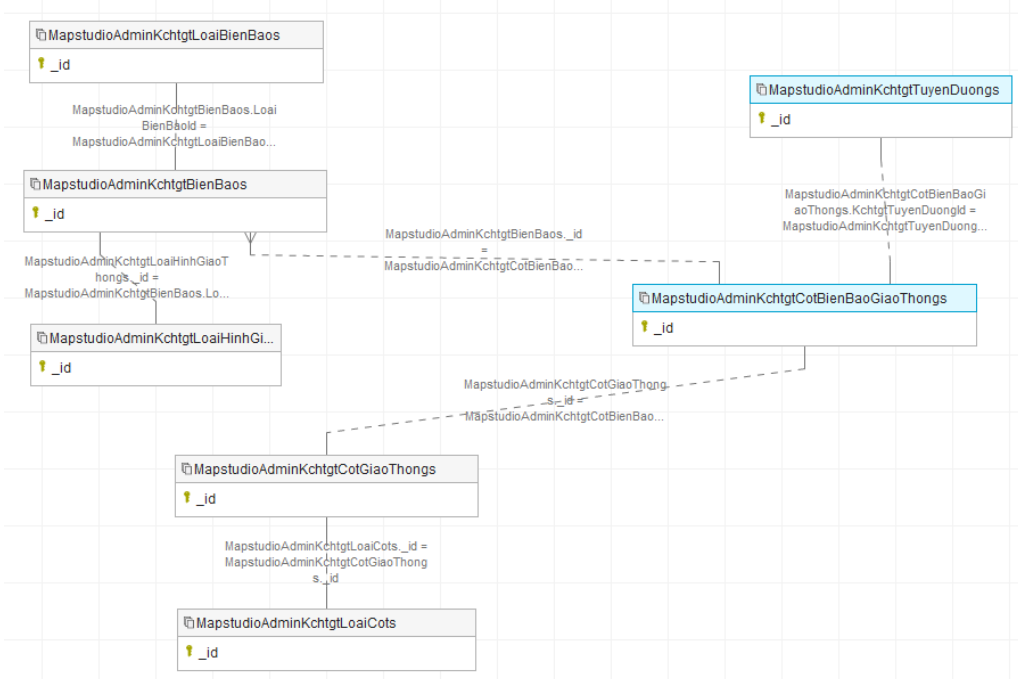 MapstudioAdminKchtgtLoaiBienBaos
_id
MapstudioAdminKchtgtBienBaos.Loai
BienBaoId =
MapstudioAdminKchtgtLoaiBienBao...
MapstudioAdminKchtgtBienBaos
_id
MapstudioAdminKchtgtLoaiHinhGiaoT
hongs._id =
MapstudioAdminKchtgtBienBaos.Lo...
MapstudioAdminKchtgtLoaiHinhGi...
_id
MapstudioAdminKchtgtTuyenDuongs
_id
MapstudioAdminKchtgtCotBienBaoGi
aoThongs.KchtgtTuyenDuongId =
MapstudioAdminKchtgtTuyenDuong...
MapstudioAdminKchtgtBienBaos._id
=
MapstudioAdminKchtgtCotBienBao...
MapstudioAdminKchtgtCotBienBaoGiaoThongs
_id
MapstudioAdminKchtgtCotGiaoThong
s._id =
MapstudioAdminKchtgtCotBienBao...
MapstudioAdminKchtgtCotGiaoThongs
_id
MapstudioAdminKchtgtLoaiCots._id =
MapstudioAdminKchtgtCotGiaoThong
s._id
MapstudioAdminKchtgtLoaiCots
_id